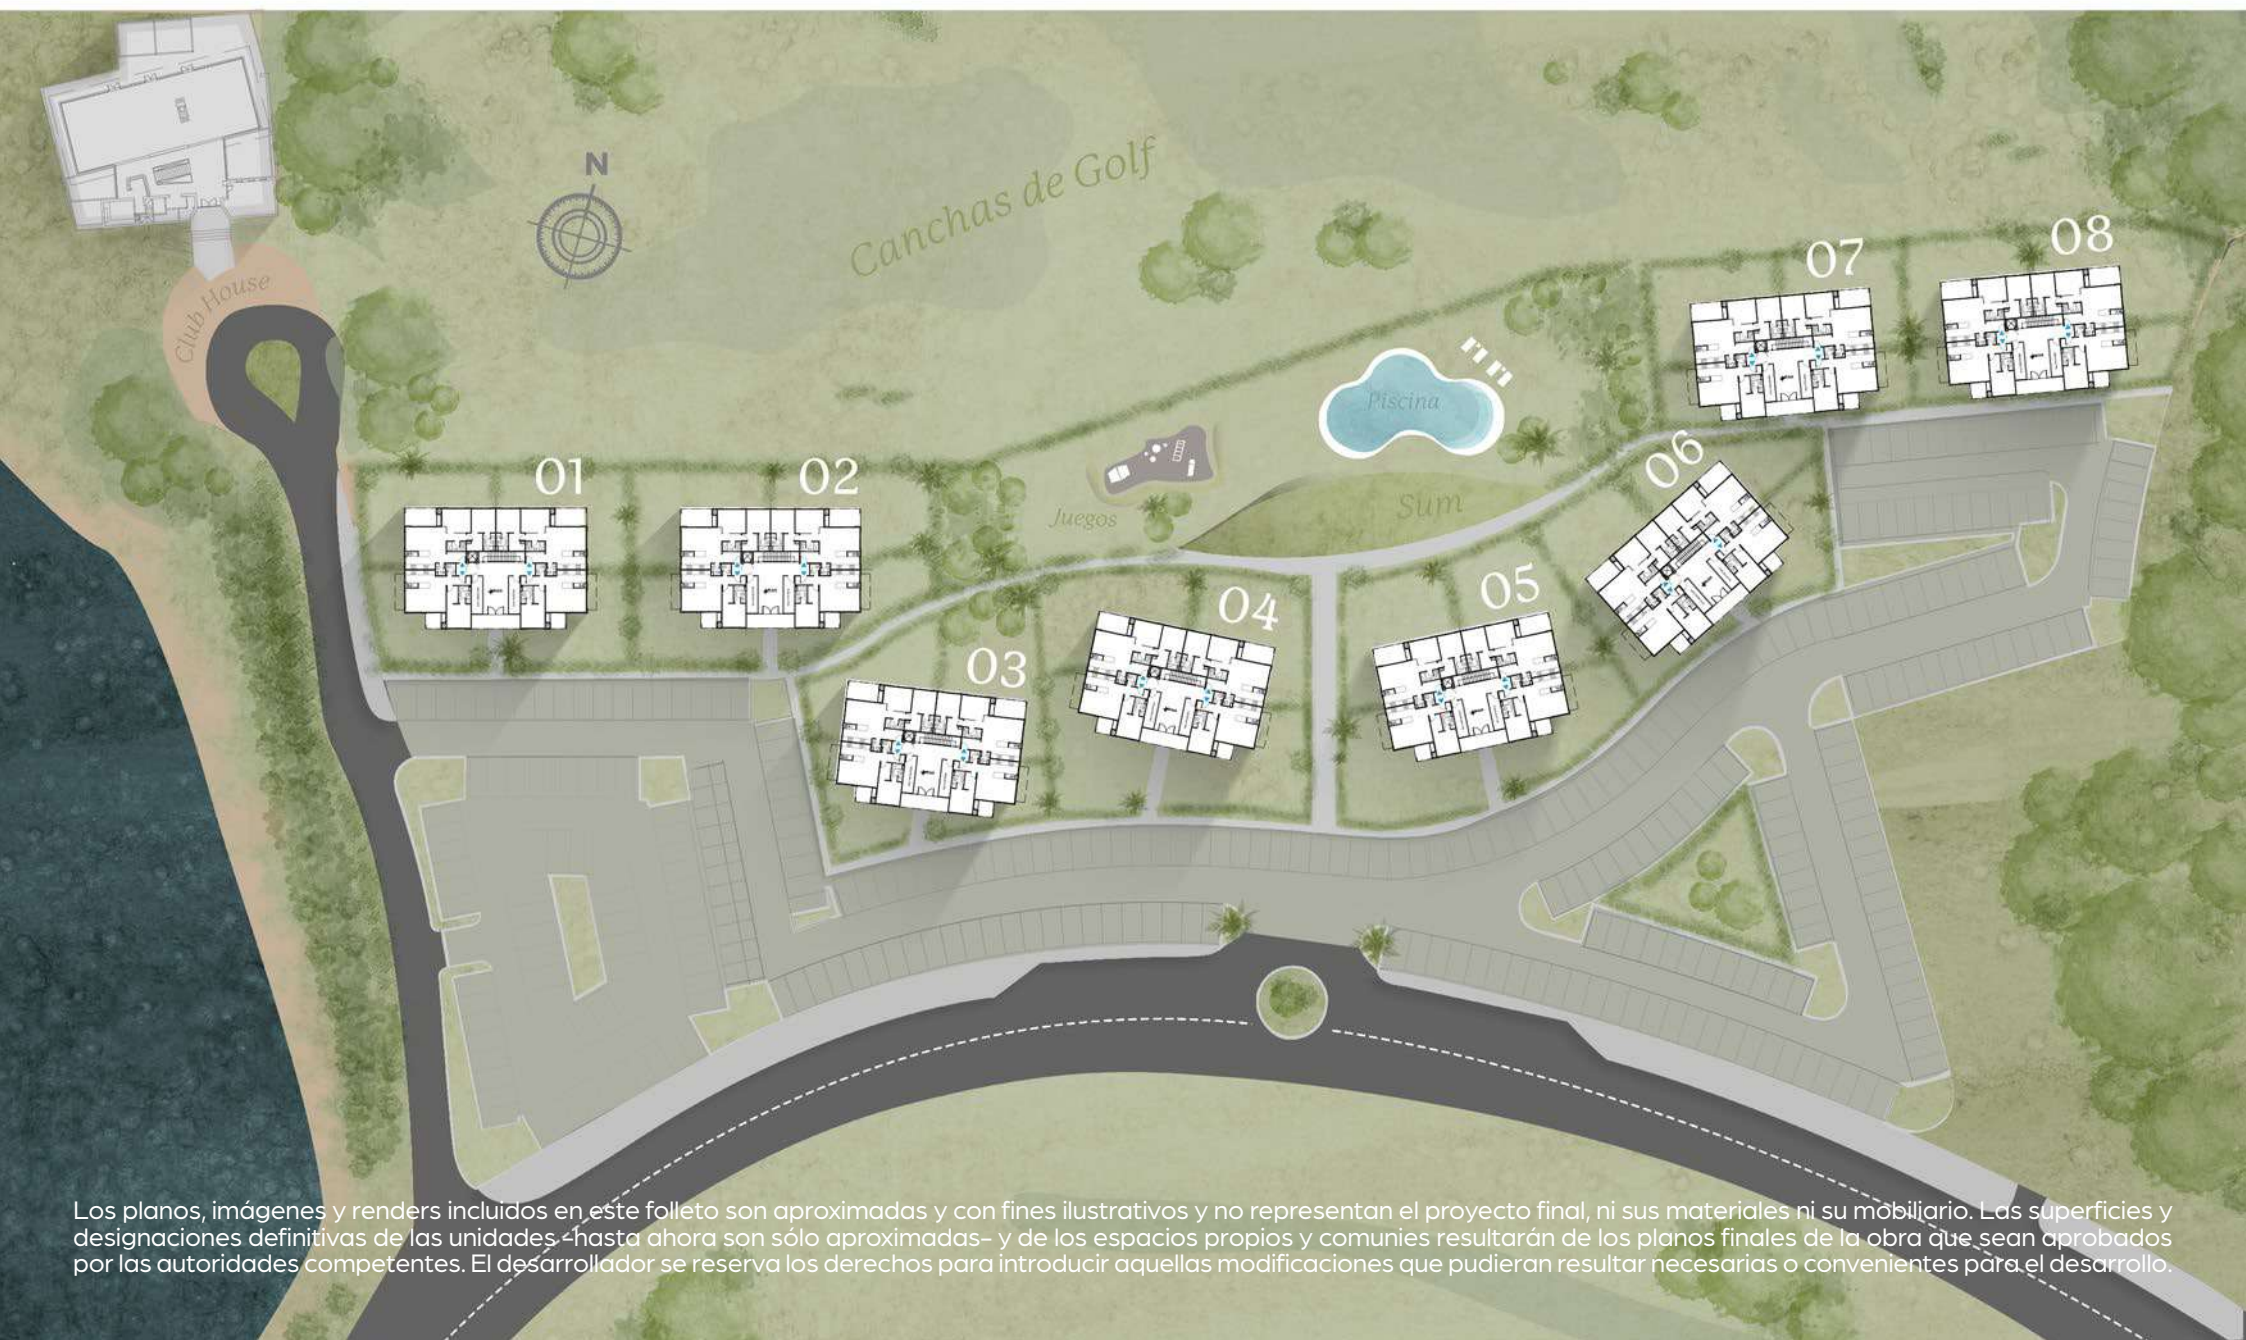 N
Canchas de Golf
Club House
01
02
03
04
05
06
07
08
Piscina
Juegos
Sum
Los planos, imágenes y renders incluidos en este folleto son aproximadas y con fines ilustrativos y no representan el proyecto final, ni sus materiales ni su mobiliario. Las superficies y
designaciones definitivas de las unidades -hasta ahora son sólo aproximadas- y de los espacios propios y comunies resultarán de los planos finales de la obra que sean aprobados
por las autoridades competentes. El desarrollador se reserva los derechos para introducir aquellas modificaciones que pudieran resultar necesarias o convenientes para el desarrollo.